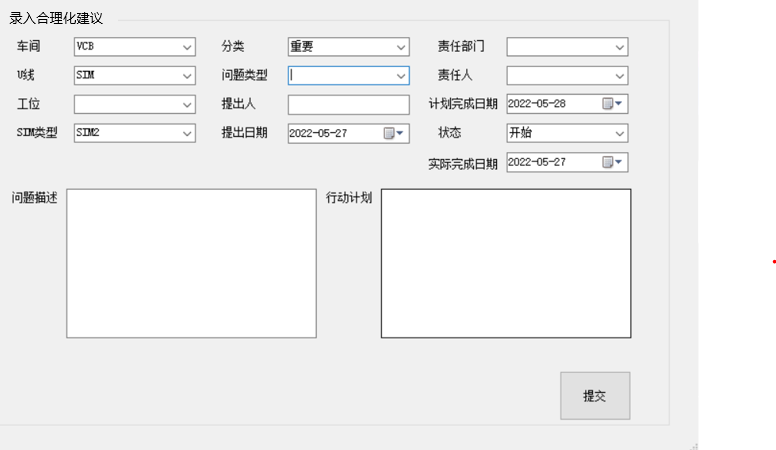 录入合理化建议
车间 VCB 分类 重要 责任部门
U线 SIM 问题类型 责任人
工位 提出人 计划完成日期 2022-05-28
SIM类型 SIM2 提出日期 2022-05-27 状态 开始
实际完成日期 2022-05-27
问题描述 行动计划
提交